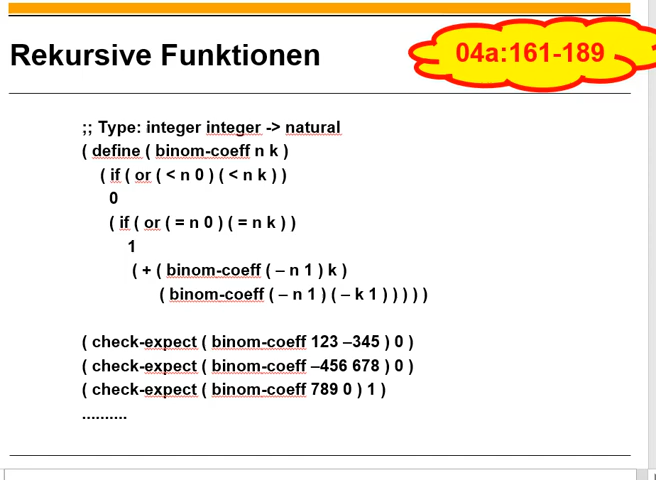 Rekursive Funktionen
04a:161-189
;; Type: integer integer -> natural
( define ( binom-coeff n k )
( if ( or ( < n 0 ) ( < n k ) )
0
( if ( or ( = n 0 ) ( = n k ) )
1
( + ( binom-coeff ( – n 1 ) k )
( binom-coeff ( – n 1 ) ( – k 1 ) ) ) ) )
( check-expect ( binom-coeff 123 –345 ) 0 )
( check-expect ( binom-coeff –456 678 ) 0 )
( check-expect ( binom-coeff 789 0 ) 1 )
..........